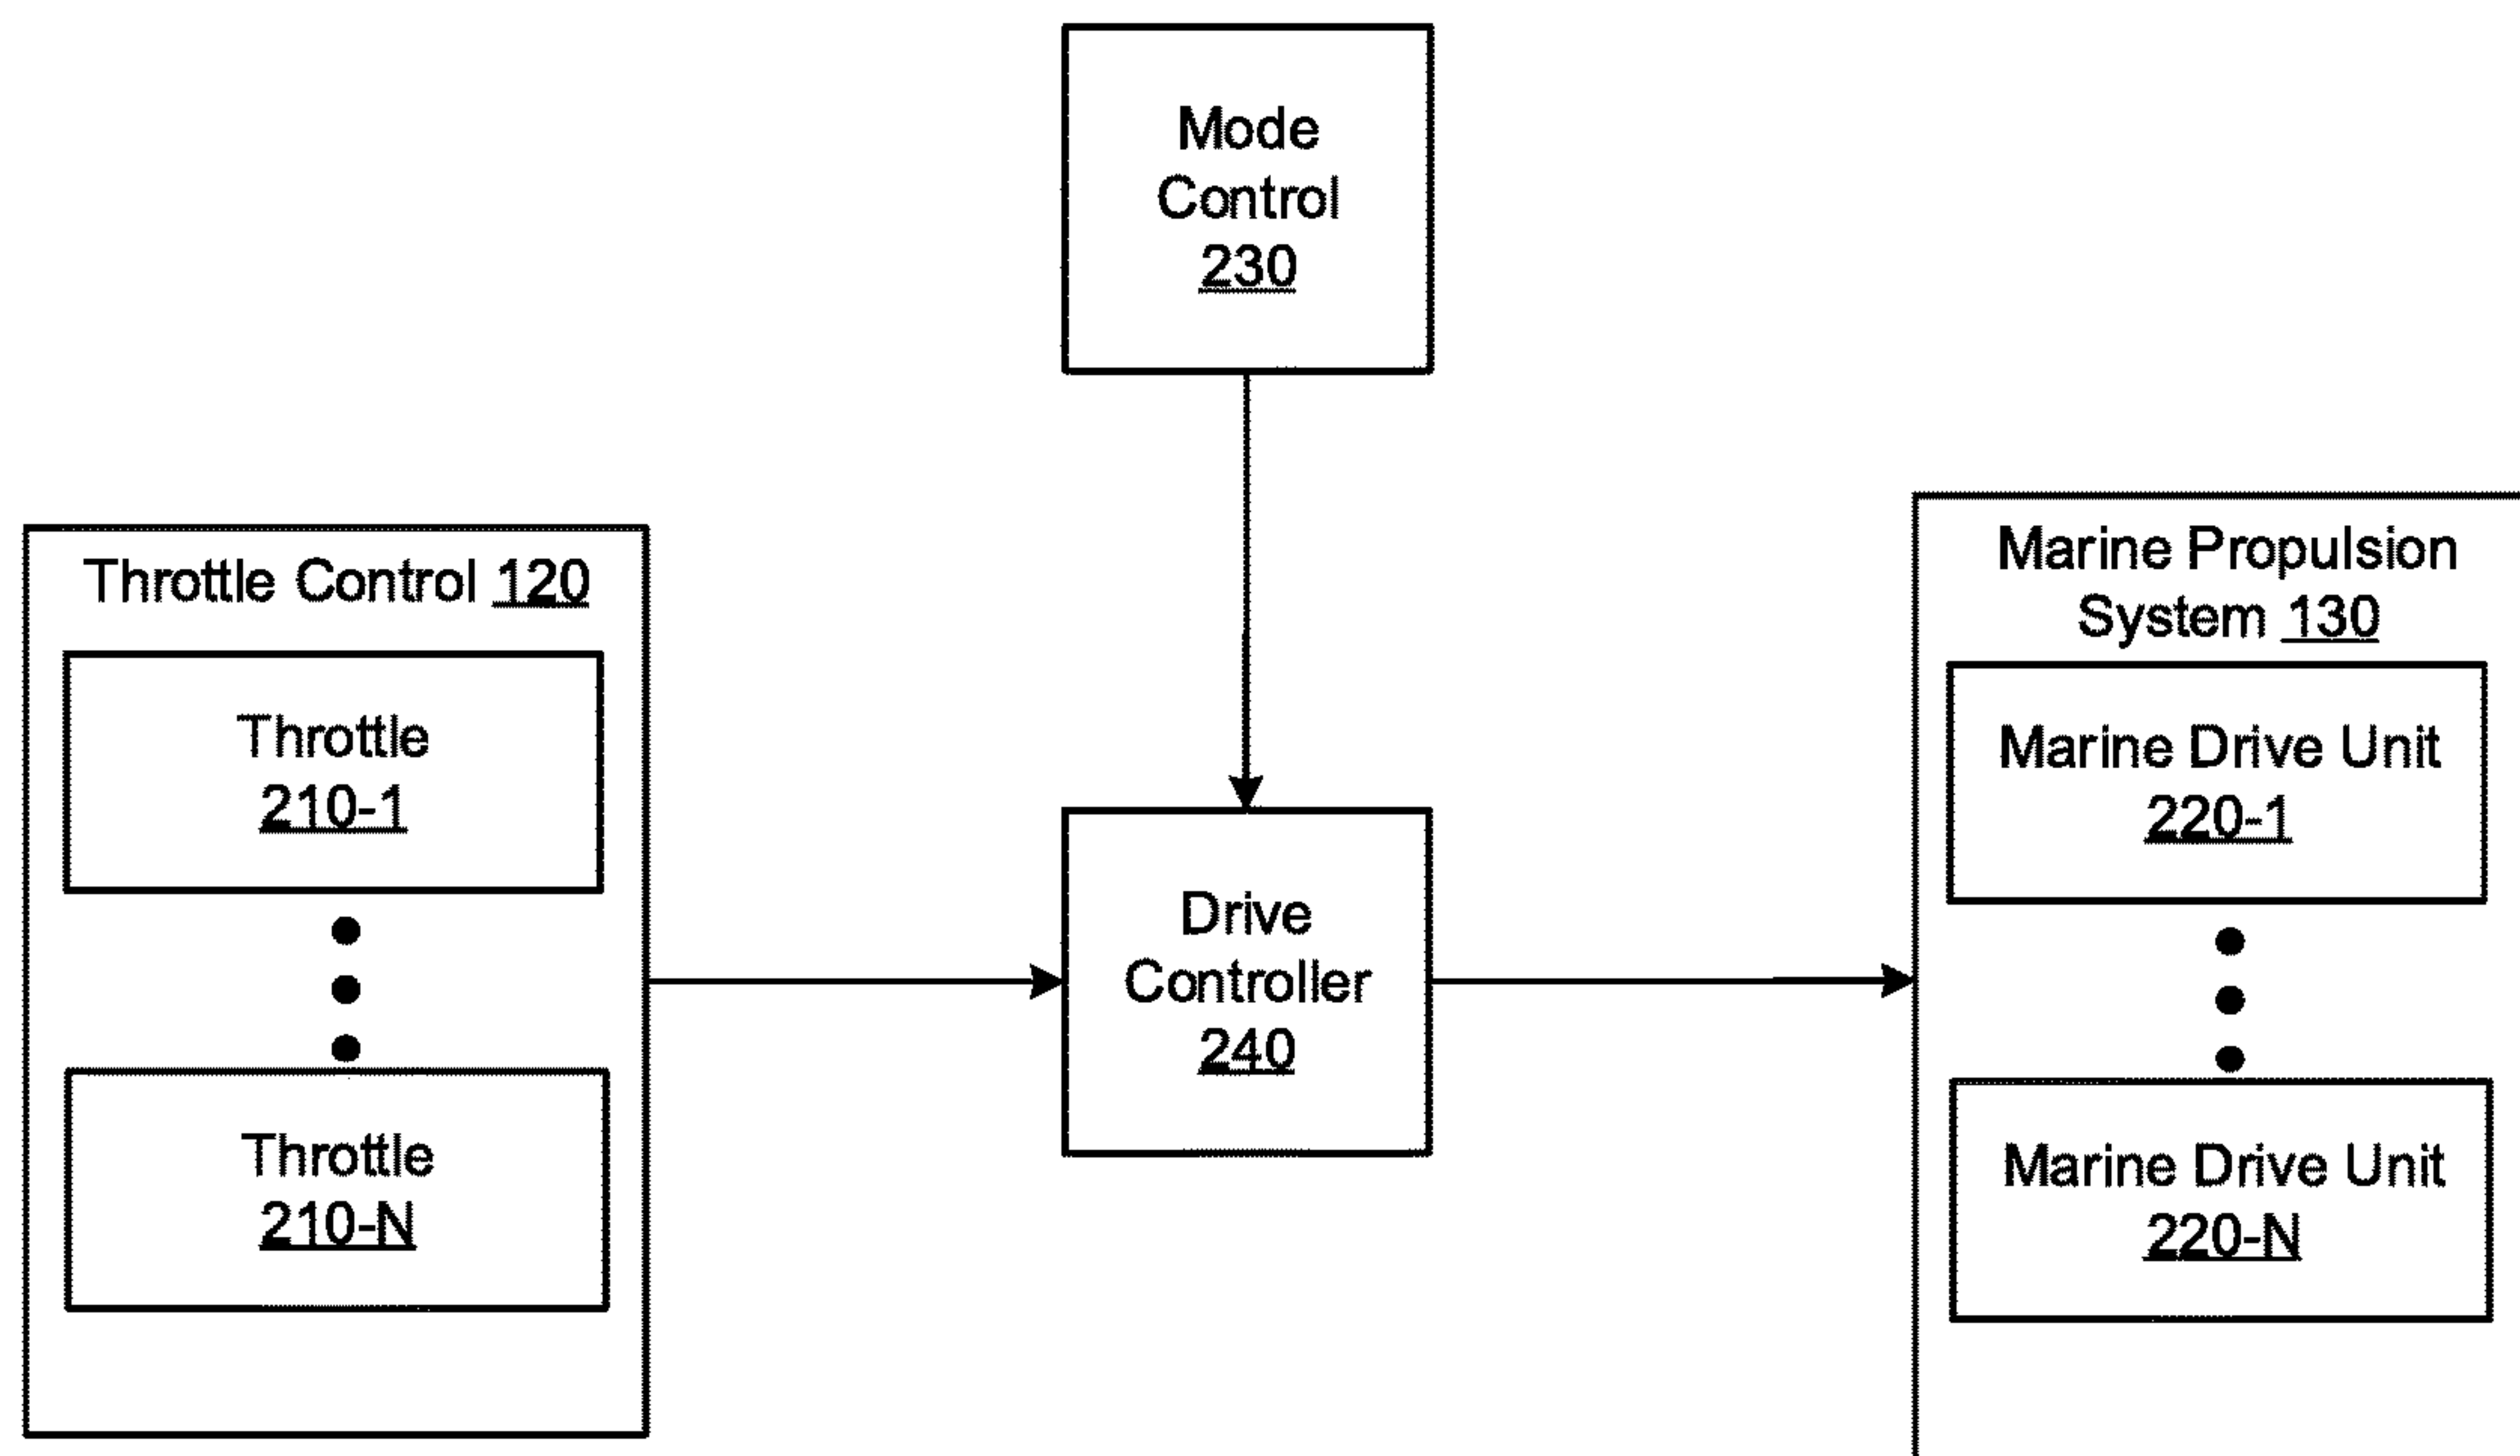 Mode
Control
230
Throttle Control 120
Throttle
210-1
Throttle
210-N
Drive
Controller
240
Marine Propulsion
System 130
Marine Drive Unit
220-1
Marine Drive Unit
220-N